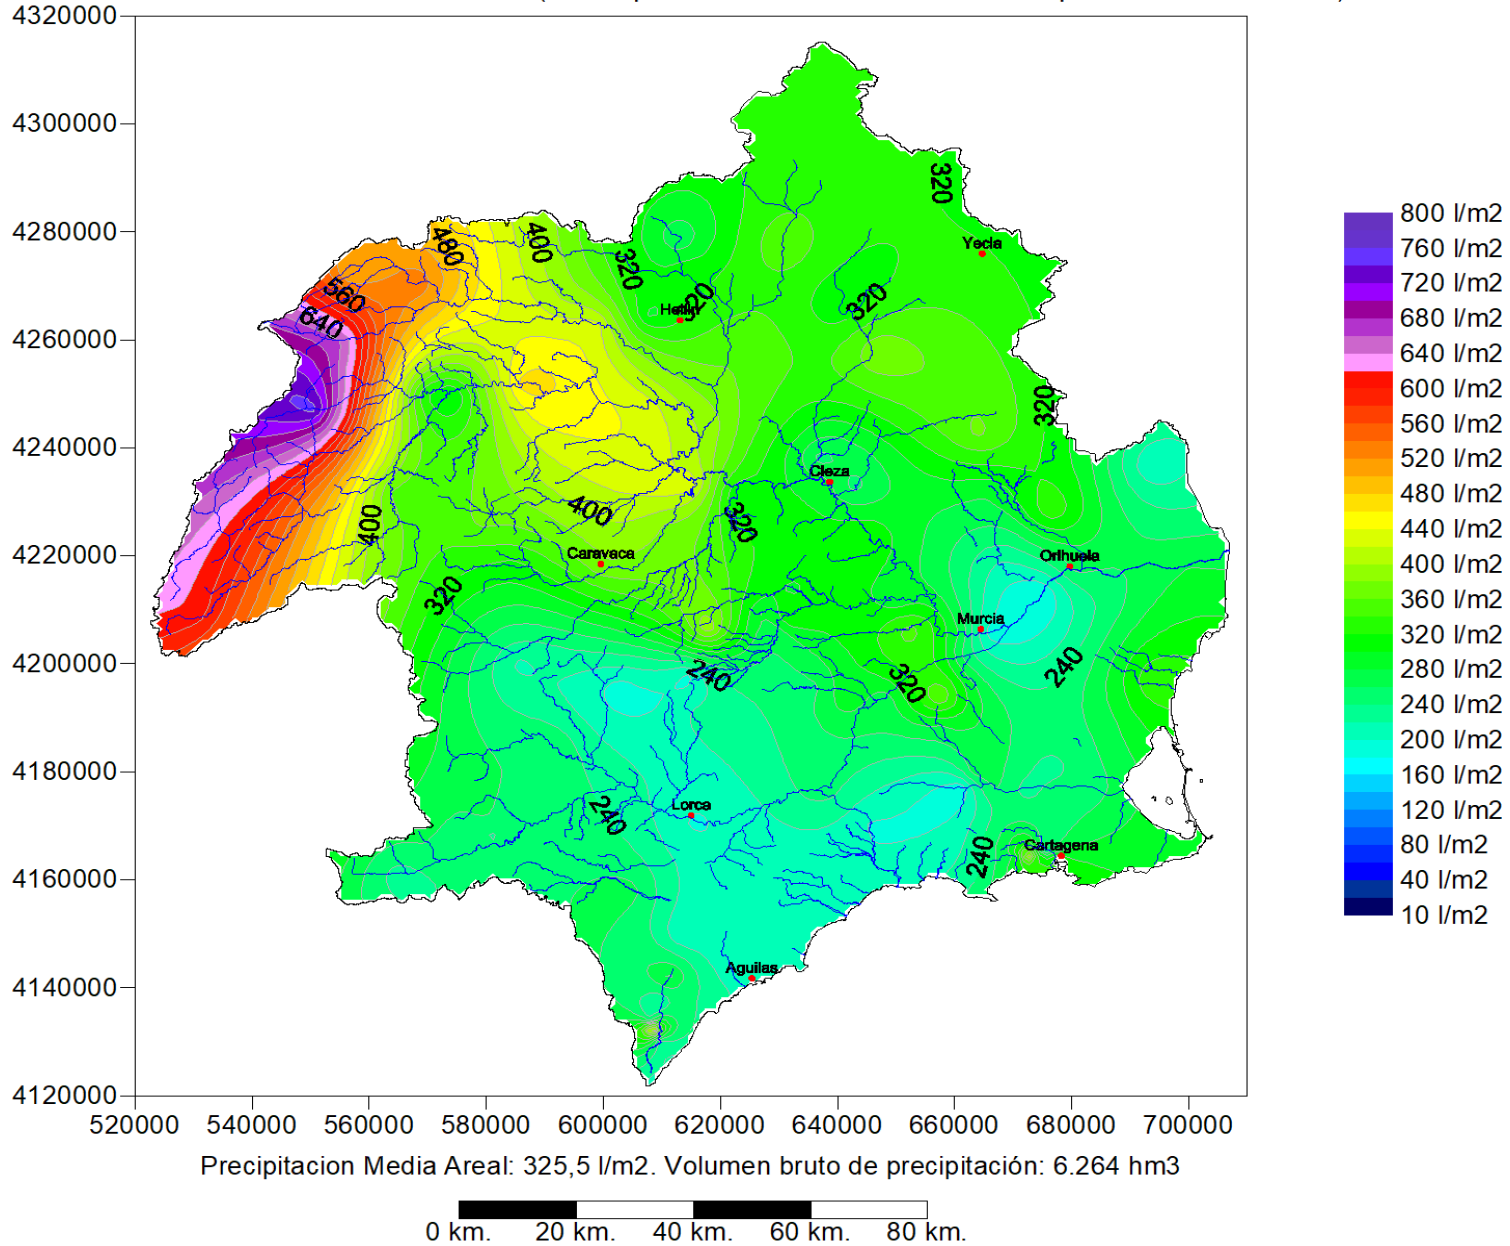 4320000
4300000
4280000
4260000
4240000
4220000
4200000
4180000
4160000
4140000
4120000
520000 540000 560000 580000 600000 620000 640000 660000 680000 700000
320
Yecla
480
400
320
560
640
320
Hellin
320
320
Cieza
400
320
400
Caravaca
Orihuela
320
Murcia
240
240
320
Lorca
240
240
Cartagena
Aguilas
800 l/m2
760 l/m2
720 l/m2
680 l/m2
640 l/m2
600 l/m2
560 l/m2
520 l/m2
480 l/m2
440 l/m2
400 l/m2
360 l/m2
320 l/m2
280 l/m2
240 l/m2
200 l/m2
160 l/m2
120 l/m2
80 l/m2
40 l/m2
10 l/m2
Precipitacion Media Areal: 325,5 l/m2. Volumen bruto de precipitación: 6.264 hm3
0 km. 20 km. 40 km. 60 km. 80 km.